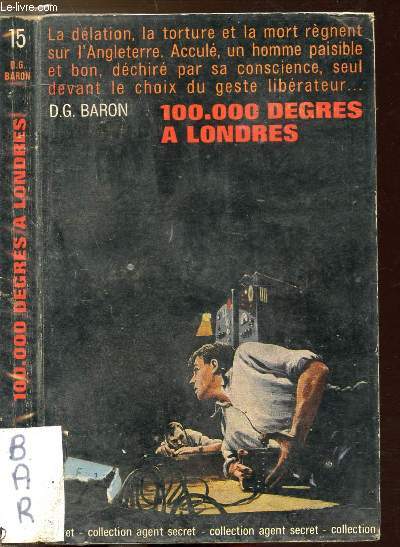 © Le-livre.com
15
D.G. BARON
100.000 DEGRES A LONDRES
BAR
La délation, la torture et la mort règnent
sur l'Angleterre. Acculé, un homme paisible
et bon, déchiré par sa conscience, seul
devant le choix du geste libérateur...
D.G. BARON
100.000 DEGRES
A LONDRES
ret - collection agent secret - collection agent secret - collection